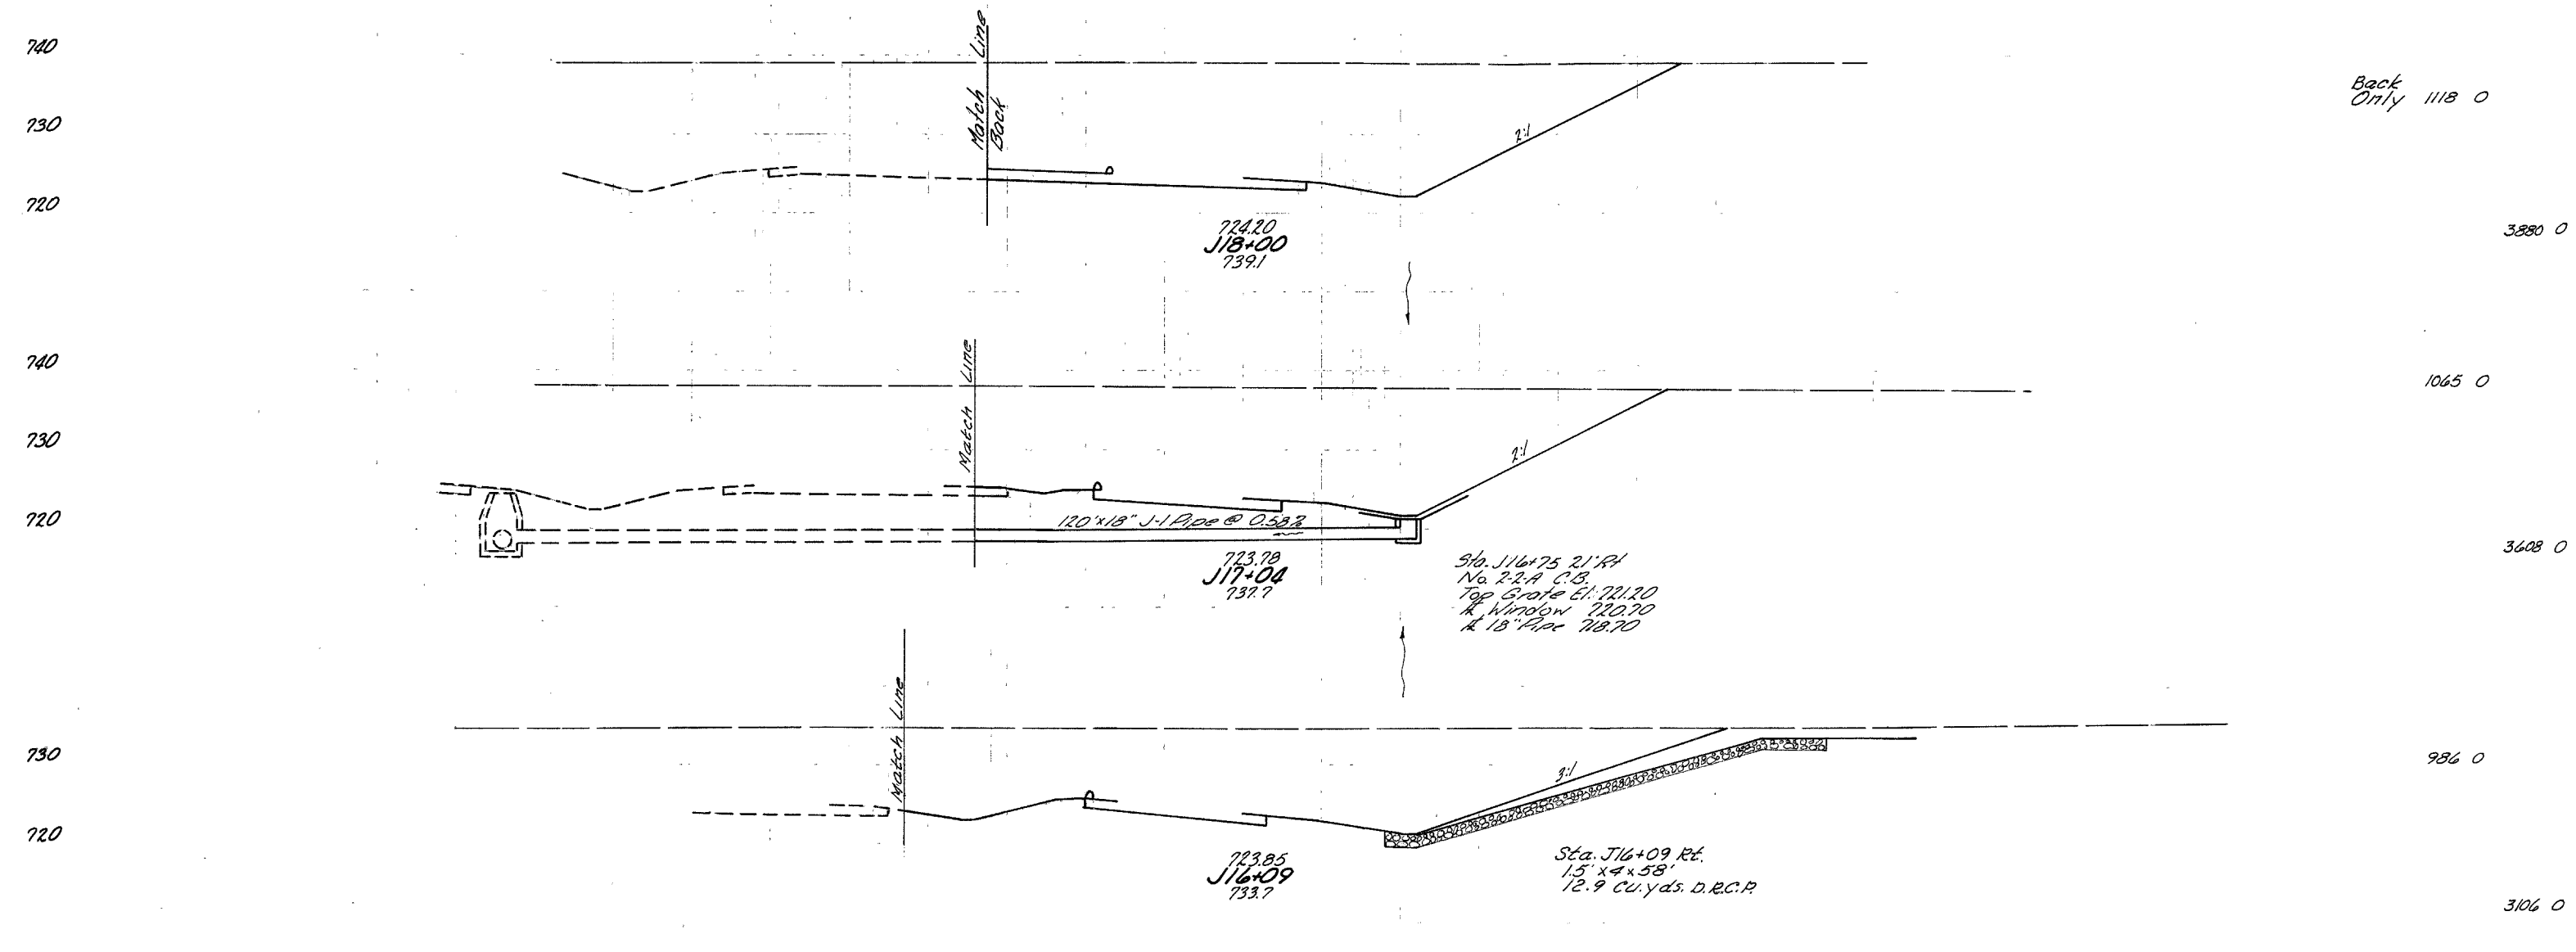 740
Match Line
Back
Back
Only 1118 0
730
2:1
720
724.20
J18+00
739.1
3880 0
740
Match Line
1065 0
730
2:1
720
120'x18" J-1 Pipe @ 0.58%
723.78
J17+04
737.7
Sta. J16+75 21' Rt
No. 2-2-A C.B.
Top Grate El. 721.20
Window 720.70
18" Pipe 718.70
3608 0
Match Line
730
3:1
986 0
720
723.85
J16+09
733.7
Sta. J16+09 Rt.
1.5' x 4 x 58'
12.9 cu.yds. D.R.C.P.
3106 0